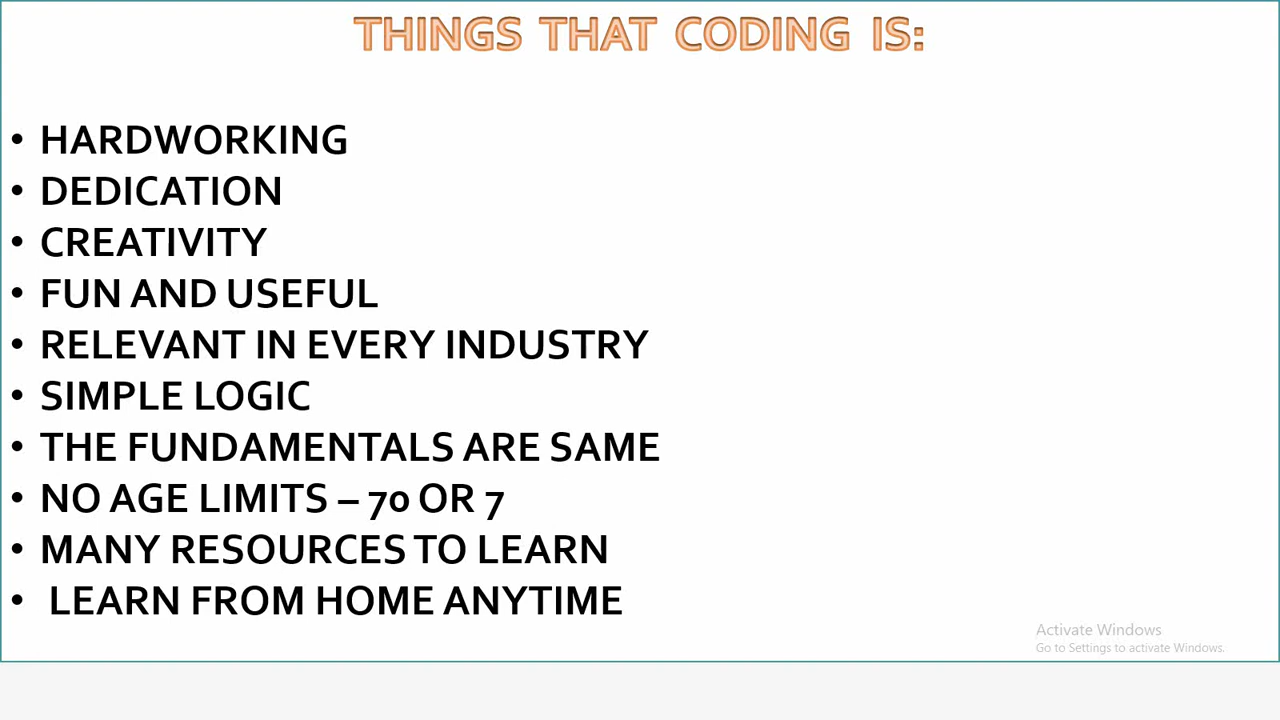 THINGS THAT CODING IS:
• HARDWORKING
• DEDICATION
• CREATIVITY
• FUN AND USEFUL
• RELEVANT IN EVERY INDUSTRY
• SIMPLE LOGIC
• THE FUNDAMENTALS ARE SAME
• NO AGE LIMITS – 70 OR 7
• MANY RESOURCES TO LEARN
• LEARN FROM HOME ANYTIME
Activate Windows
Go to Settings to activate Windows.